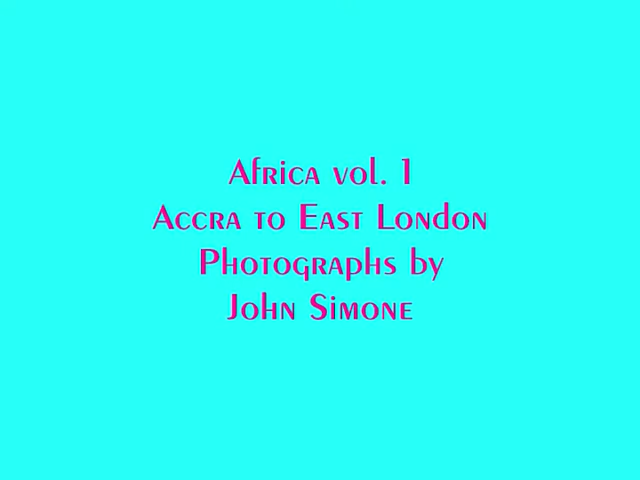 Africa vol. 1
Accra to East London
Photographs by
John Simone